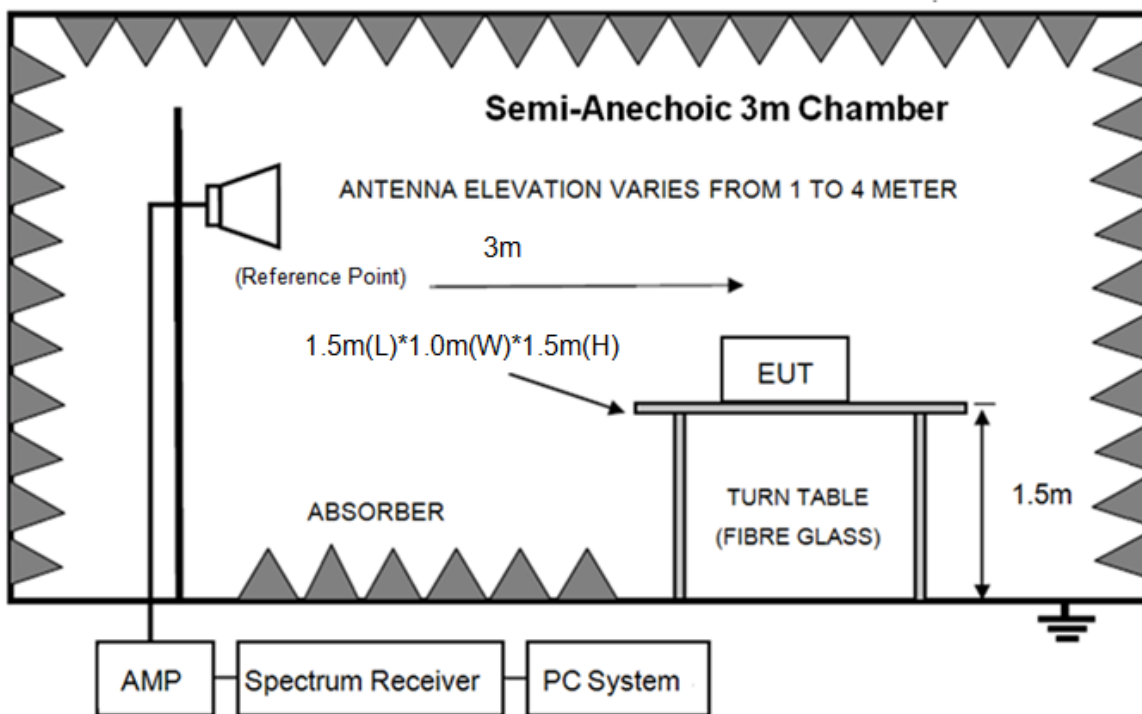 Semi-Anechoic 3m Chamber
ANTENNA ELEVATION VARIES FROM 1 TO 4 METER
3m
(Reference Point)
1.5m(L)*1.0m(W)*1.5m(H)
EUT
TURN TABLE
(FIBRE GLASS)
1.5m
ABSORBER
AMP
Spectrum Receiver
PC System